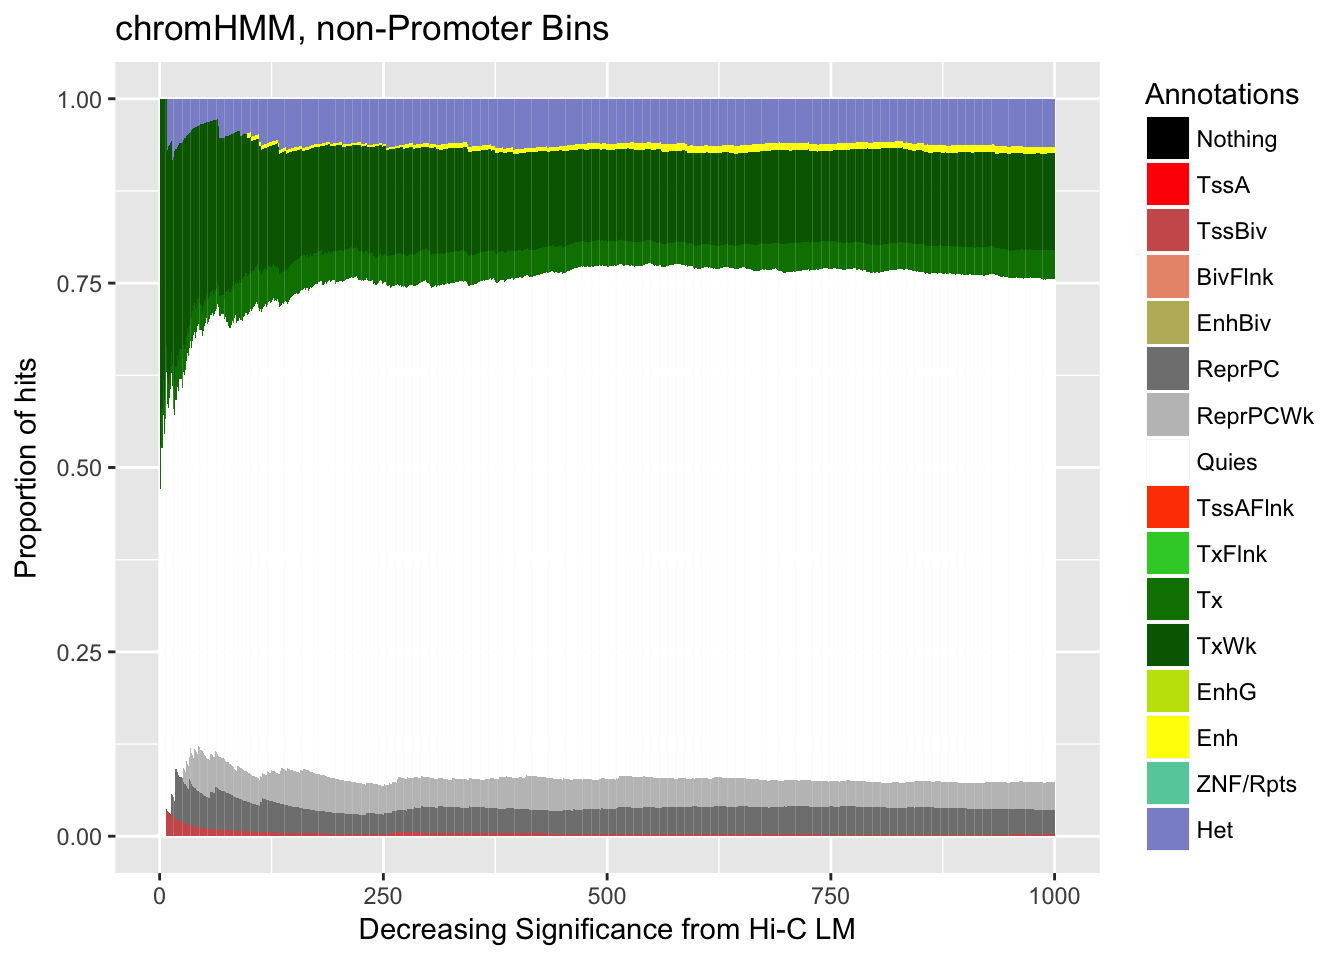 chromHMM, non-Promoter Bins
Proportion of hits
1.00
0.75
0.50
0.25
0.00
0
250
500
750
1000
Decreasing Significance from Hi-C LM
Annotations
Nothing
TssA
TssBiv
BivFlnk
EnhBiv
ReprPC
ReprPCWk
Quies
TssAFlnk
TxFlnk
Tx
TxWk
EnhG
Enh
ZNF/Rpts
Het